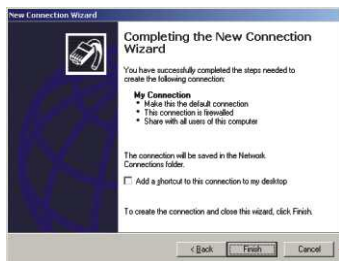 New Connection Wizard
Completing the New Connection
Wizard
You have successfully completed the steps needed to
create the following connection:
My Connection
• Make this the default connection
• This connection is firewalled
• Share with all users of this computer
The connection will be saved in the Network
Connections folder.
Add a shortcut to this connection to my desktop
To create the connection and close this wizard, click Finish.
< Back
Finish
Cancel